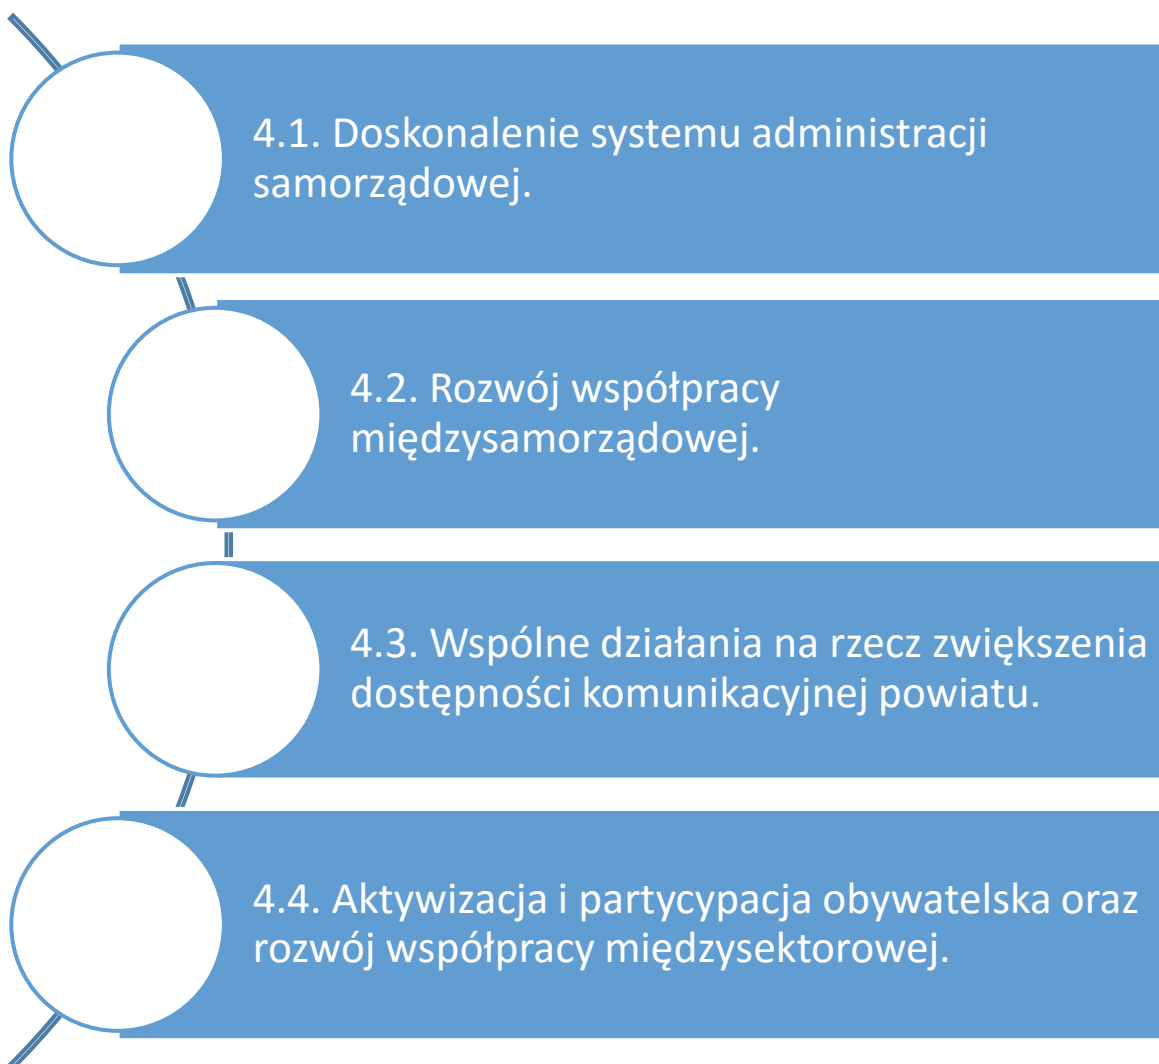 4.1. Doskonalenie systemu administracji
samorządowej.
4.2. Rozwój współpracy
międzysamorządowej.
4.3. Wspólne działania na rzecz zwiększenia
dostępności komunikacyjnej powiatu.
4.4. Aktywizacja i partycypacja obywatelska oraz
rozwój współpracy międzysektorowej.